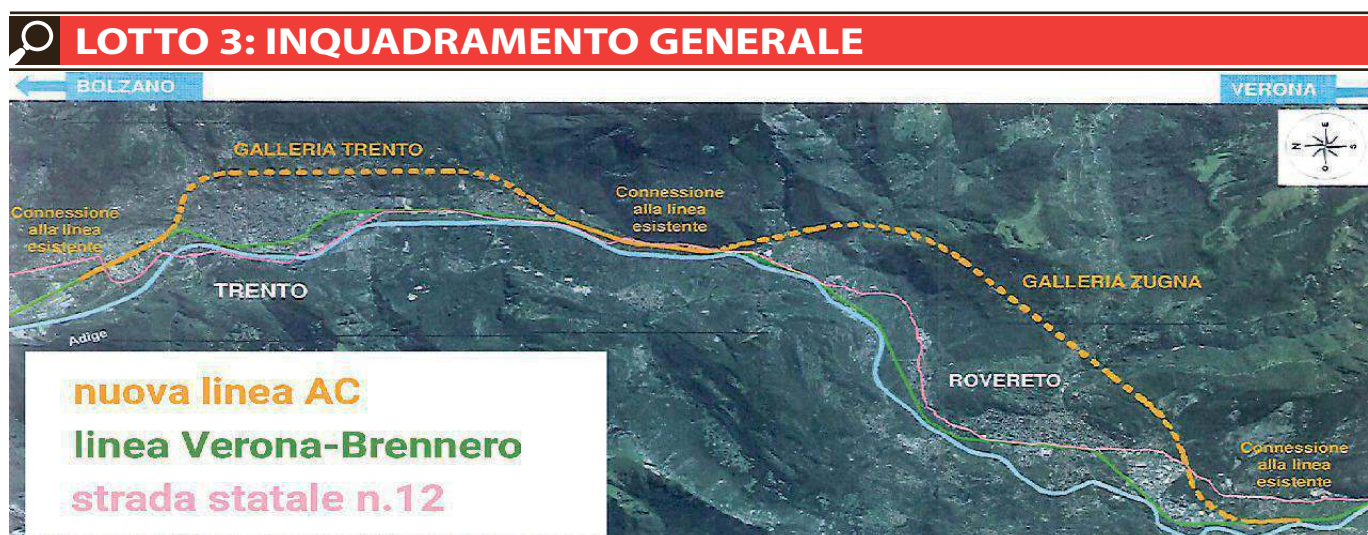 LOTTO 3: INQUADRAMENTO GENERALE
BOLZANO
VERONA
GALLERIA TRENTO
N
E
S
O
Connessione
alla linea
esistente
Connessione
alla linea
esistente
TRENTO
GALLERIA ZUGNA
Adige
ROVERETO
nuova linea AC
linea Verona-Brennero
strada statale n.12
Connessione
alla linea
esistente